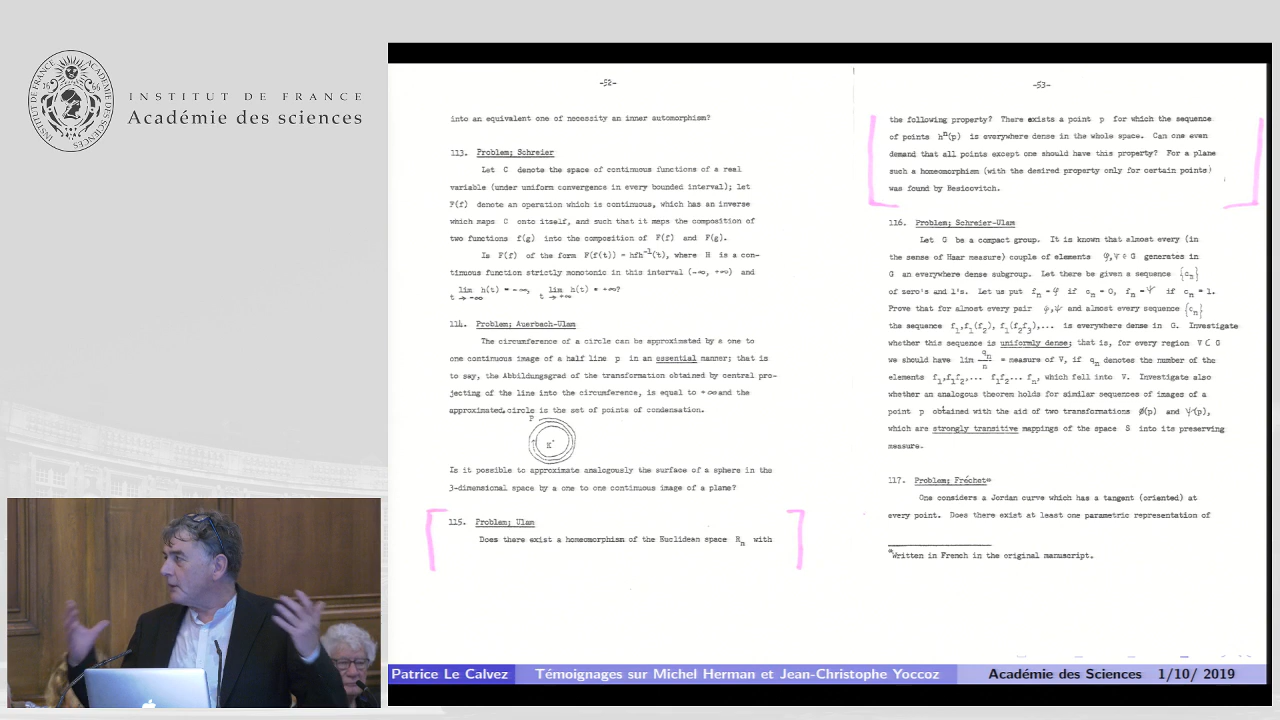 INSTITUT DE FRANCE
Académie des sciences
-52-
into an equivalent one of necessity an inner automorphism?
113. Problem; Schreier
Let C denote the space of continuous functions of a real
variable (under uniform convergence in every bounded interval); let
F(f) denote an operation which is continuous, which has an inverse
which maps C onto itself, and such that it maps the composition of
two functions f(g) into the composition of F(f) and F(g).
Is F(f) of the form F(f(t)) = hfh⁻¹(t), where H is a con-
tinuous function strictly monotonic in this interval (-∞, +∞) and
lim h(t) = -∞, lim h(t) = +∞?
t → -∞ t → +∞
114. Problem; Auerbach-Ulam
The circumference of a circle can be approximated by a one to
one continuous image of a half line p in an essential manner; that is
to say, the Abbildungsgrad of the transformation obtained by central pro-
jecting of the line into the circumference, is equal to +∞ and the
approximated circle is the set of points of condensation.
P
K
Is it possible to approximate analogously the surface of a sphere in the
3-dimensional space by a one to one continuous image of a plane?
115. Problem; Ulam
Does there exist a homeomorphism of the Euclidean space Rₙ with
-53-
the following property? There exists a point p for which the sequence
of points hⁿ(p) is everywhere dense in the whole space. Can one even
demand that all points except one should have this property? For a plane
such a homeomorphism (with the desired property only for certain points)
was found by Besicovitch.
116. Problem; Schreier-Ulam
Let G be a compact group. It is known that almost every (in
the sense of Haar measure) couple of elements φ,ψ ∈ G generates in
G an everywhere dense subgroup. Let there be given a sequence {cₙ}
of zero's and 1's. Let us put fₙ = φ if cₙ = 0, fₙ = ψ if cₙ = 1.
Prove that for almost every pair φ,ψ and almost every sequence {cₙ}
the sequence f₁,f₁(f₂), f₁(f₂f₃),... is everywhere dense in G. Investigate
whether this sequence is uniformly dense; that is, for every region V ⊂ G
we should have lim qₙ/n = measure of V, if qₙ denotes the number of the
elements f₁,f₁f₂,... f₁f₂... fₙ, which fell into V. Investigate also
whether an analogous theorem holds for similar sequences of images of a
point p obtained with the aid of two transformations Ø(p) and ψ(p),
which are strongly transitive mappings of the space S into its preserving
measure.
117. Problem; Fréchet*
One considers a Jordan curve which has a tangent (oriented) at
every point. Does there exist at least one parametric representation of
*Written in French in the original manuscript.
Patrice Le Calvez Témoignages sur Michel Herman et Jean-Christophe Yoccoz Académie des Sciences 1/10/ 2019